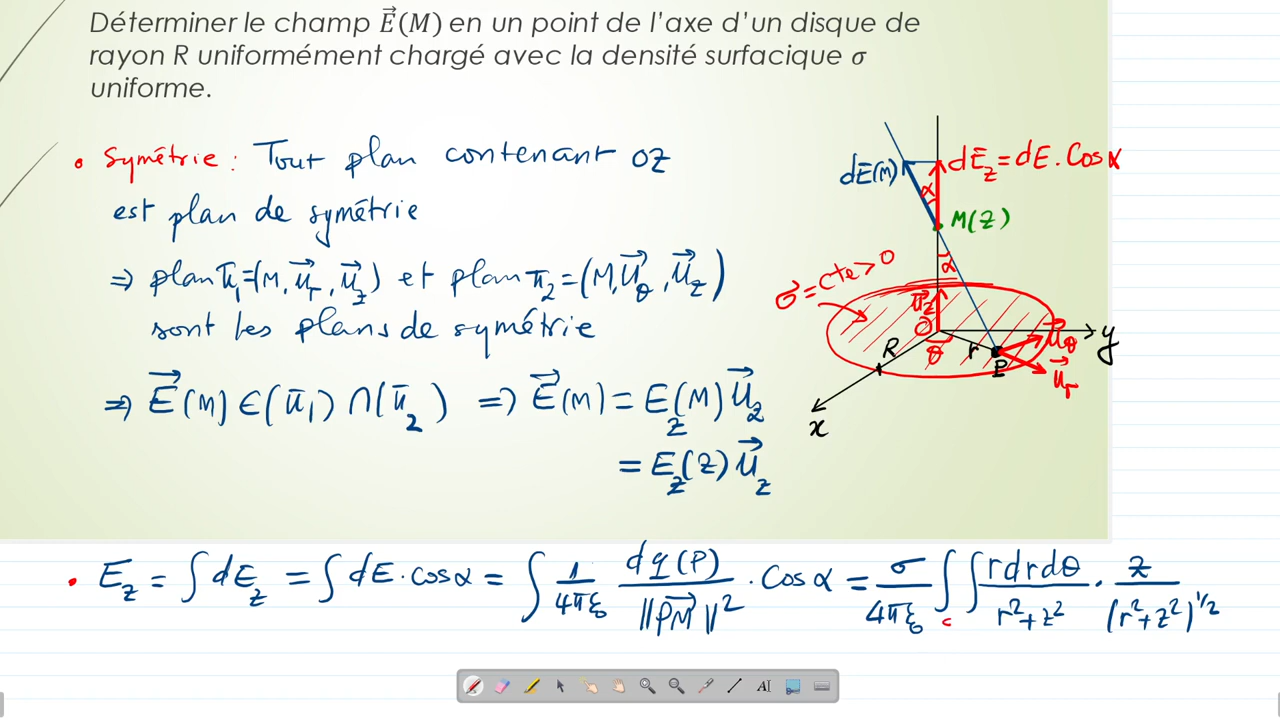 Déterminer le champ E⃗(M) en un point de l'axe d'un disque de
rayon R uniformément chargé avec la densité surfacique σ
uniforme.
• Symétrie : Tout plan contenant OZ
est plan de symétrie
⇒ plan π₁=(M, u⃗r, u⃗z) et plan π₂=(M, u⃗θ, u⃗z)
sont les plans de symétrie
⇒ E⃗(M) ∈ (π₁) ∩ (π₂) ⇒ E⃗(M) = Ez(M) u⃗z
= Ez(z) u⃗z
dE(M)
dEz = dE. Cos α
α
M(Z)
α
σ = cte > 0
u⃗z
O
y
R
θ
r
P
u⃗θ
u⃗r
x
• Ez = ∫ dEz = ∫ dE · cos α = ∫ 1/4πε₀ dq(P)/||PM⃗||² · Cos α = σ/4πε₀ ∫∫ rdrdθ/r²+z² · z/(r²+z²)^1/2
AI